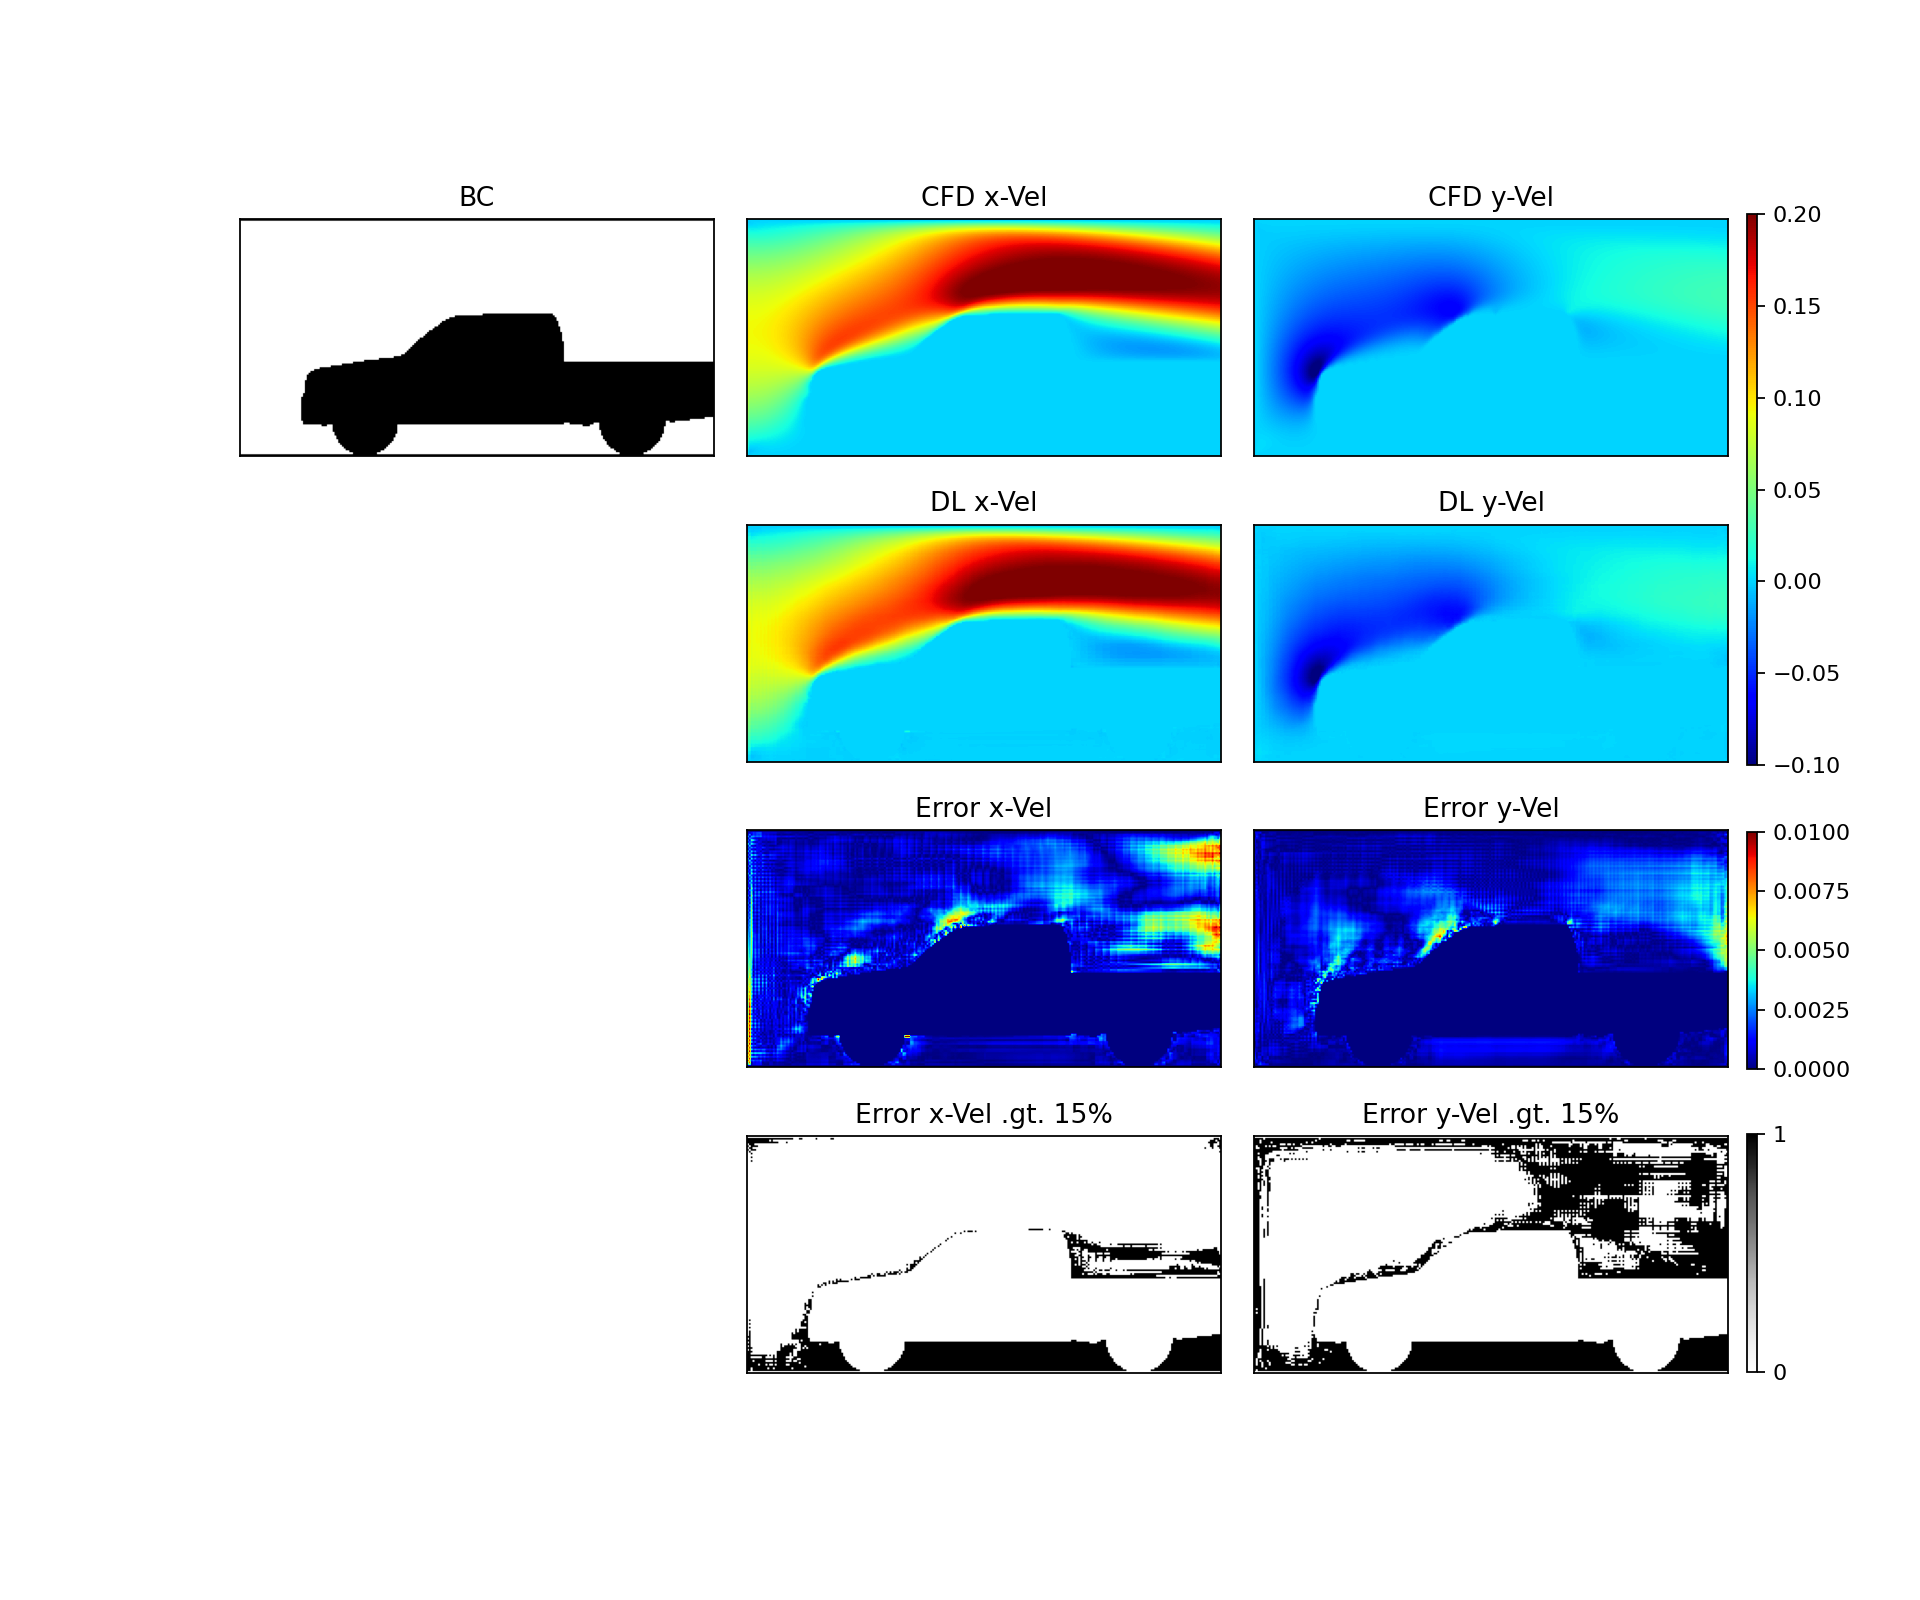 BC
CFD x-Vel
CFD y-Vel
0.20
0.15
0.10
0.05
0.00
−0.05
−0.10
DL x-Vel
DL y-Vel
Error x-Vel
Error y-Vel
0.0100
0.0075
0.0050
0.0025
0.0000
Error x-Vel .gt. 15%
Error y-Vel .gt. 15%
1
0